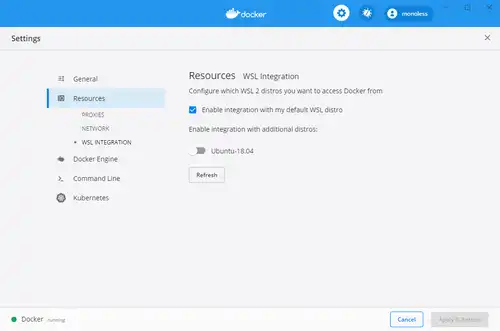 docker
monoless
Settings
General
Resources
PROXIES
NETWORK
WSL INTEGRATION
Docker Engine
Command Line
Kubernetes
Resources WSL Integration
Configure which WSL 2 distros you want to access Docker from
Enable integration with my default WSL distro
Enable integration with additional distros:
Ubuntu-18.04
Refresh
Docker running
Cancel
Apply & Restart